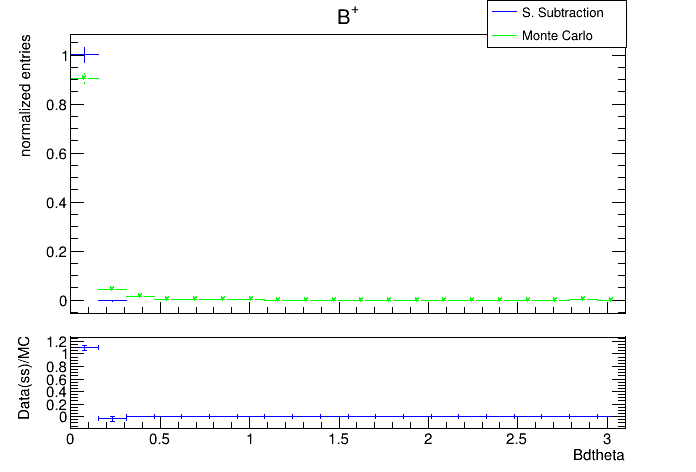 B+
S. Subtraction
Monte Carlo
normalized entries
1
0.8
0.6
0.4
0.2
0
Data(ss)/MC
1.2
1
0.8
0.6
0.4
0.2
0
0 0.5 1 1.5 2 2.5 3
Bdtheta